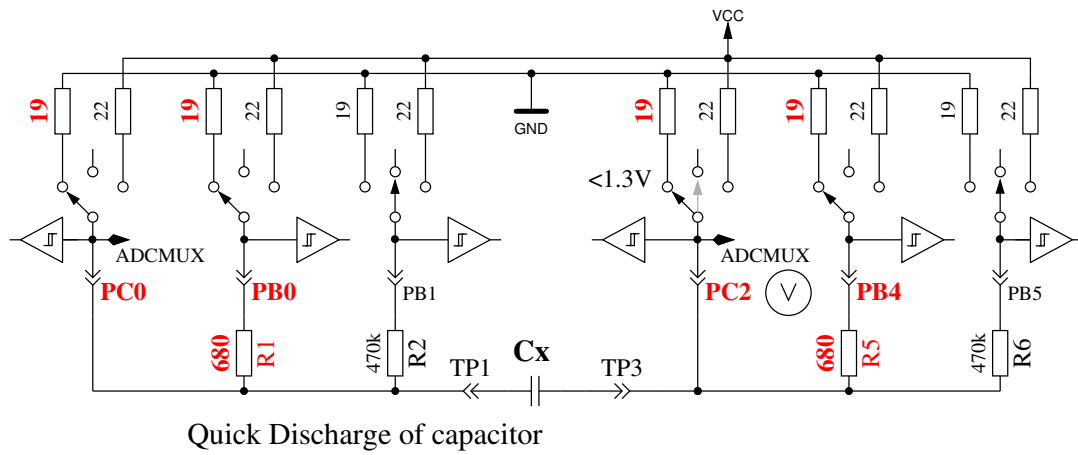 VCC
19
22
19
22
19
22
GND
19
22
19
22
19
22
<1.3V
ADCMUX
ADCMUX
PC0
PB0
PB1
PC2
V
PB4
PB5
680
R1
470k
R2
TP1
Cx
TP3
680
R5
470k
R6
Quick Discharge of capacitor